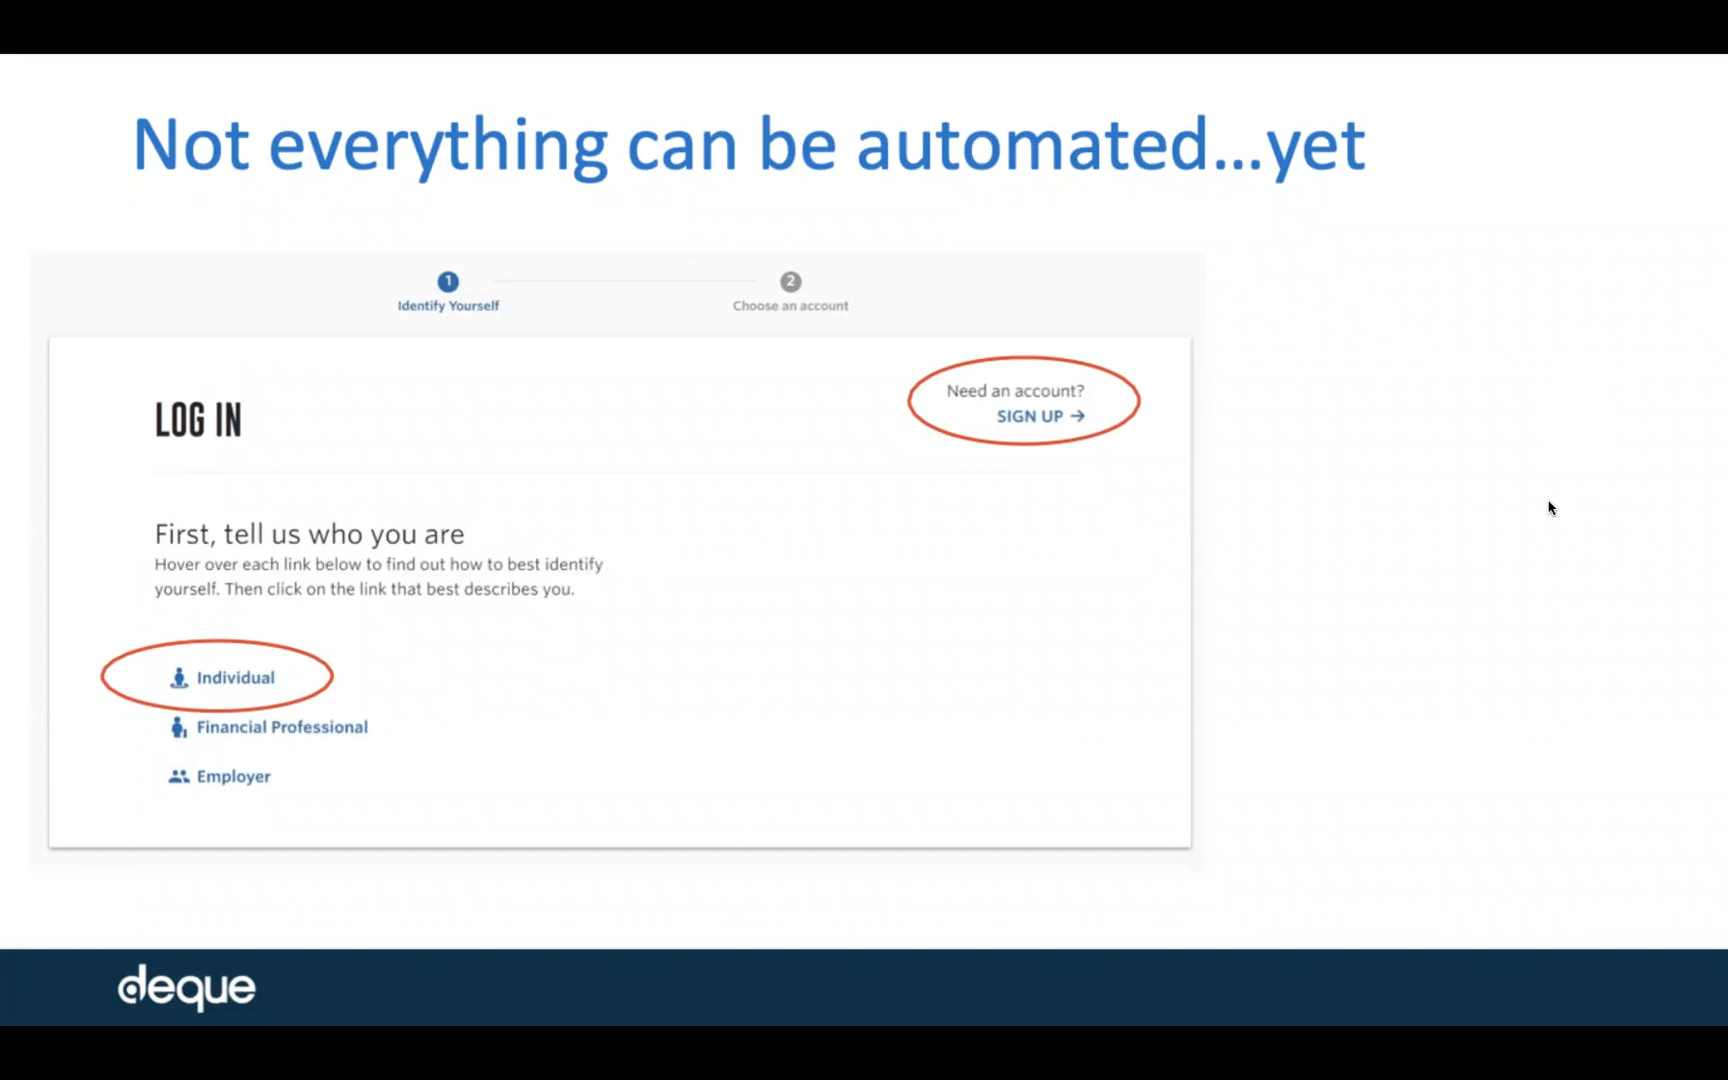 Not everything can be automated...yet
1
2
Identify Yourself
Choose an account
Need an account?
SIGN UP →
LOG IN
First, tell us who you are
Hover over each link below to find out how to best identify
yourself. Then click on the link that best describes you.
Individual
Financial Professional
Employer
deque